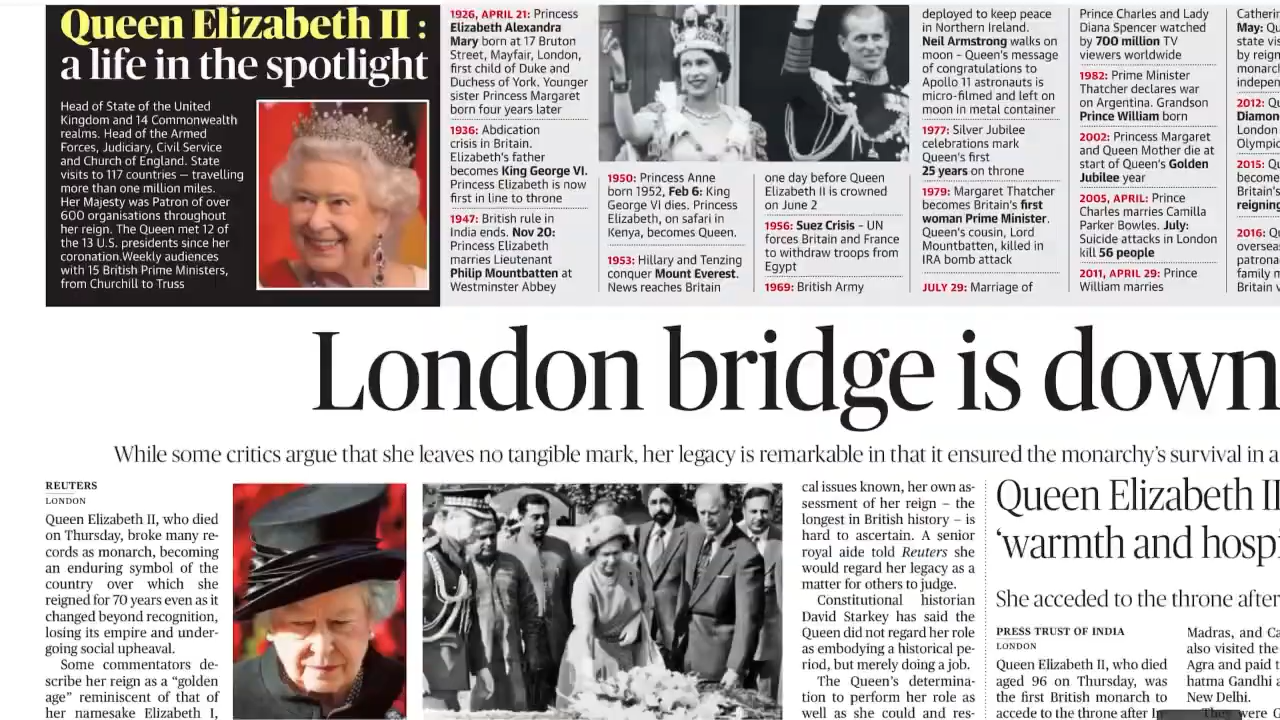 Queen Elizabeth II :
a life in the spotlight
Head of State of the United
Kingdom and 14 Commonwealth
realms. Head of the Armed
Forces, Judiciary, Civil Service
and Church of England. State
visits to 117 countries — travelling
more than one million miles.
Her Majesty was Patron of over
600 organisations throughout
her reign. The Queen met 12 of
the 13 U.S. presidents since her
coronation.Weekly audiences
with 15 British Prime Ministers,
from Churchill to Truss
1926, APRIL 21: Princess
Elizabeth Alexandra
Mary born at 17 Bruton
Street, Mayfair, London,
first child of Duke and
Duchess of York. Younger
sister Princess Margaret
born four years later
1936: Abdication
crisis in Britain.
Elizabeth's father
becomes King George VI.
Princess Elizabeth is now
first in line to throne
1947: British rule in
India ends. Nov 20:
Princess Elizabeth
marries Lieutenant
Philip Mountbatten at
Westminster Abbey
1950: Princess Anne
born 1952, Feb 6: King
George VI dies. Princess
Elizabeth, on safari in
Kenya, becomes Queen.
1953: Hillary and Tenzing
conquer Mount Everest.
News reaches Britain
one day before Queen
Elizabeth II is crowned
on June 2
1956: Suez Crisis – UN
forces Britain and France
to withdraw troops from
Egypt
1969: British Army
deployed to keep peace
in Northern Ireland.
Neil Armstrong walks on
moon – Queen's message
of congratulations to
Apollo 11 astronauts is
micro-filmed and left on
moon in metal container
1977: Silver Jubilee
celebrations mark
Queen's first
25 years on throne
1979: Margaret Thatcher
becomes Britain's first
woman Prime Minister.
Queen's cousin, Lord
Mountbatten, killed in
IRA bomb attack
JULY 29: Marriage of
Prince Charles and Lady
Diana Spencer watched
by 700 million TV
viewers worldwide
1982: Prime Minister
Thatcher declares war
on Argentina. Grandson
Prince William born
2002: Princess Margaret
and Queen Mother die at
start of Queen's Golden
Jubilee year
2005, APRIL: Prince
Charles marries Camilla
Parker Bowles. July:
Suicide attacks in London
kill 56 people
2011, APRIL 29: Prince
William marries
Catherin
May: Qu
state vis
by reign
monarc
indepen
2012: Q
Diamon
London
Olympic
2015: Q
become
Britain's
reigning
2016: Q
oversea
patrona
family m
Britain v
London bridge is down
While some critics argue that she leaves no tangible mark, her legacy is remarkable in that it ensured the monarchy's survival in a
REUTERS
LONDON
Queen Elizabeth II, who died
on Thursday, broke many re-
cords as monarch, becoming
an enduring symbol of the
country over which she
reigned for 70 years even as it
changed beyond recognition,
losing its empire and under-
going social upheaval.
Some commentators de-
scribe her reign as a “golden
age” reminiscent of that of
her namesake Elizabeth I,
cal issues known, her own as-
sessment of her reign – the
longest in British history – is
hard to ascertain. A senior
royal aide told Reuters she
would regard her legacy as a
matter for others to judge.
Constitutional historian
David Starkey has said the
Queen did not regard her role
as embodying a historical pe-
riod, but merely doing a job.
The Queen's determina-
tion to perform her role as
well as she could and res-
Queen Elizabeth II
‘warmth and hospi
She acceded to the throne after
PRESS TRUST OF INDIA
LONDON
Queen Elizabeth II, who died
aged 96 on Thursday, was
the first British monarch to
accede to the throne after In
Madras, and Ca
also visited the
Agra and paid t
hatma Gandhi a
New Delhi.
They were G